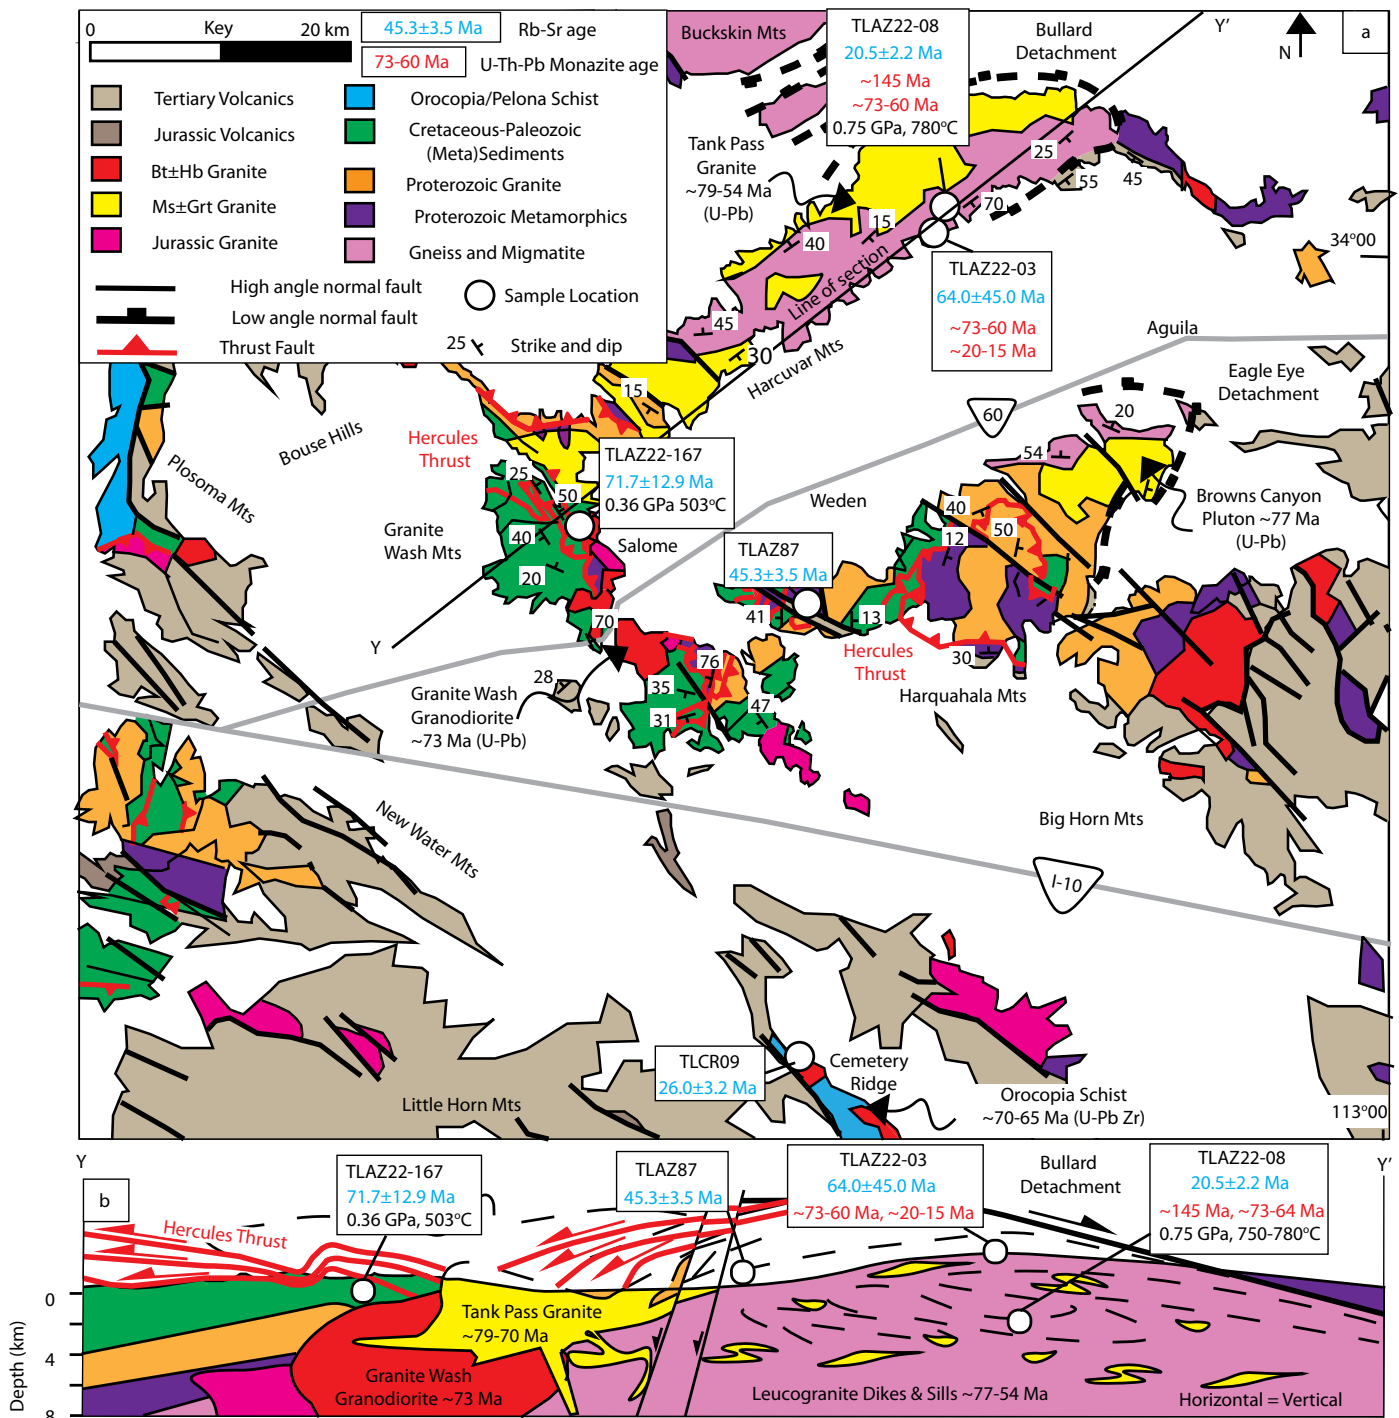 0 Key 20 km
45.3±3.5 Ma Rb-Sr age
73-60 Ma U-Th-Pb Monazite age
Tertiary Volcanics
Jurassic Volcanics
Bt±Hb Granite
Ms±Grt Granite
Jurassic Granite
Orocopia/Pelona Schist
Cretaceous-Paleozoic
(Meta)Sediments
Proterozoic Granite
Proterozoic Metamorphics
Gneiss and Migmatite
High angle normal fault
Low angle normal fault
Thrust Fault
Sample Location
25 Strike and dip
Buckskin Mts
TLAZ22-08
20.5±2.2 Ma
~145 Ma
~73-60 Ma
0.75 GPa, 780ºC
Bullard
Detachment
Y'
N
a
Tank Pass
Granite
~79-54 Ma
(U-Pb)
25
55
45
70
15
40
45
30
15
34º00
Line of section
Harcuvar Mts
TLAZ22-03
64.0±45.0 Ma
~73-60 Ma
~20-15 Ma
Aguila
Eagle Eye
Detachment
60
20
54
Bouse Hills
Plosoma Mts
Hercules
Thrust
TLAZ22-167
71.7±12.9 Ma
0.36 GPa 503ºC
25
50
40
20
Granite
Wash Mts
Salome
Weden
40
50
12
Browns Canyon
Pluton ~77 Ma
(U-Pb)
TLAZ87
45.3±3.5 Ma
41
13
Hercules
Thrust
30
Harquahala Mts
Y
70
76
35
31
47
28
Granite Wash
Granodiorite
~73 Ma (U-Pb)
New Water Mts
Big Horn Mts
I-10
TLCR09
26.0±3.2 Ma
Cemetery
Ridge
Orocopia Schist
~70-65 Ma (U-Pb Zr)
Little Horn Mts
113º00
Y
Y'
b
TLAZ22-167
71.7±12.9 Ma
0.36 GPa, 503ºC
TLAZ87
45.3±3.5 Ma
TLAZ22-03
64.0±45.0 Ma
~73-60 Ma, ~20-15 Ma
Bullard
Detachment
TLAZ22-08
20.5±2.2 Ma
~145 Ma, ~73-64 Ma
0.75 GPa, 750-780ºC
Hercules Thrust
Depth (km)
0
4
8
Tank Pass Granite
~79-70 Ma
Granite Wash
Granodiorite ~73 Ma
Leucogranite Dikes & Sills ~77-54 Ma
Horizontal = Vertical